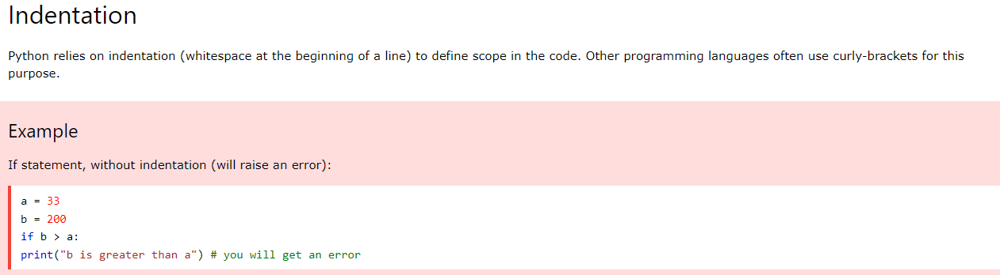 Indentation
Python relies on indentation (whitespace at the beginning of a line) to define scope in the code. Other programming languages often use curly-brackets for this
purpose.
Example
If statement, without indentation (will raise an error):
a = 33
b = 200
if b > a:
print("b is greater than a") # you will get an error